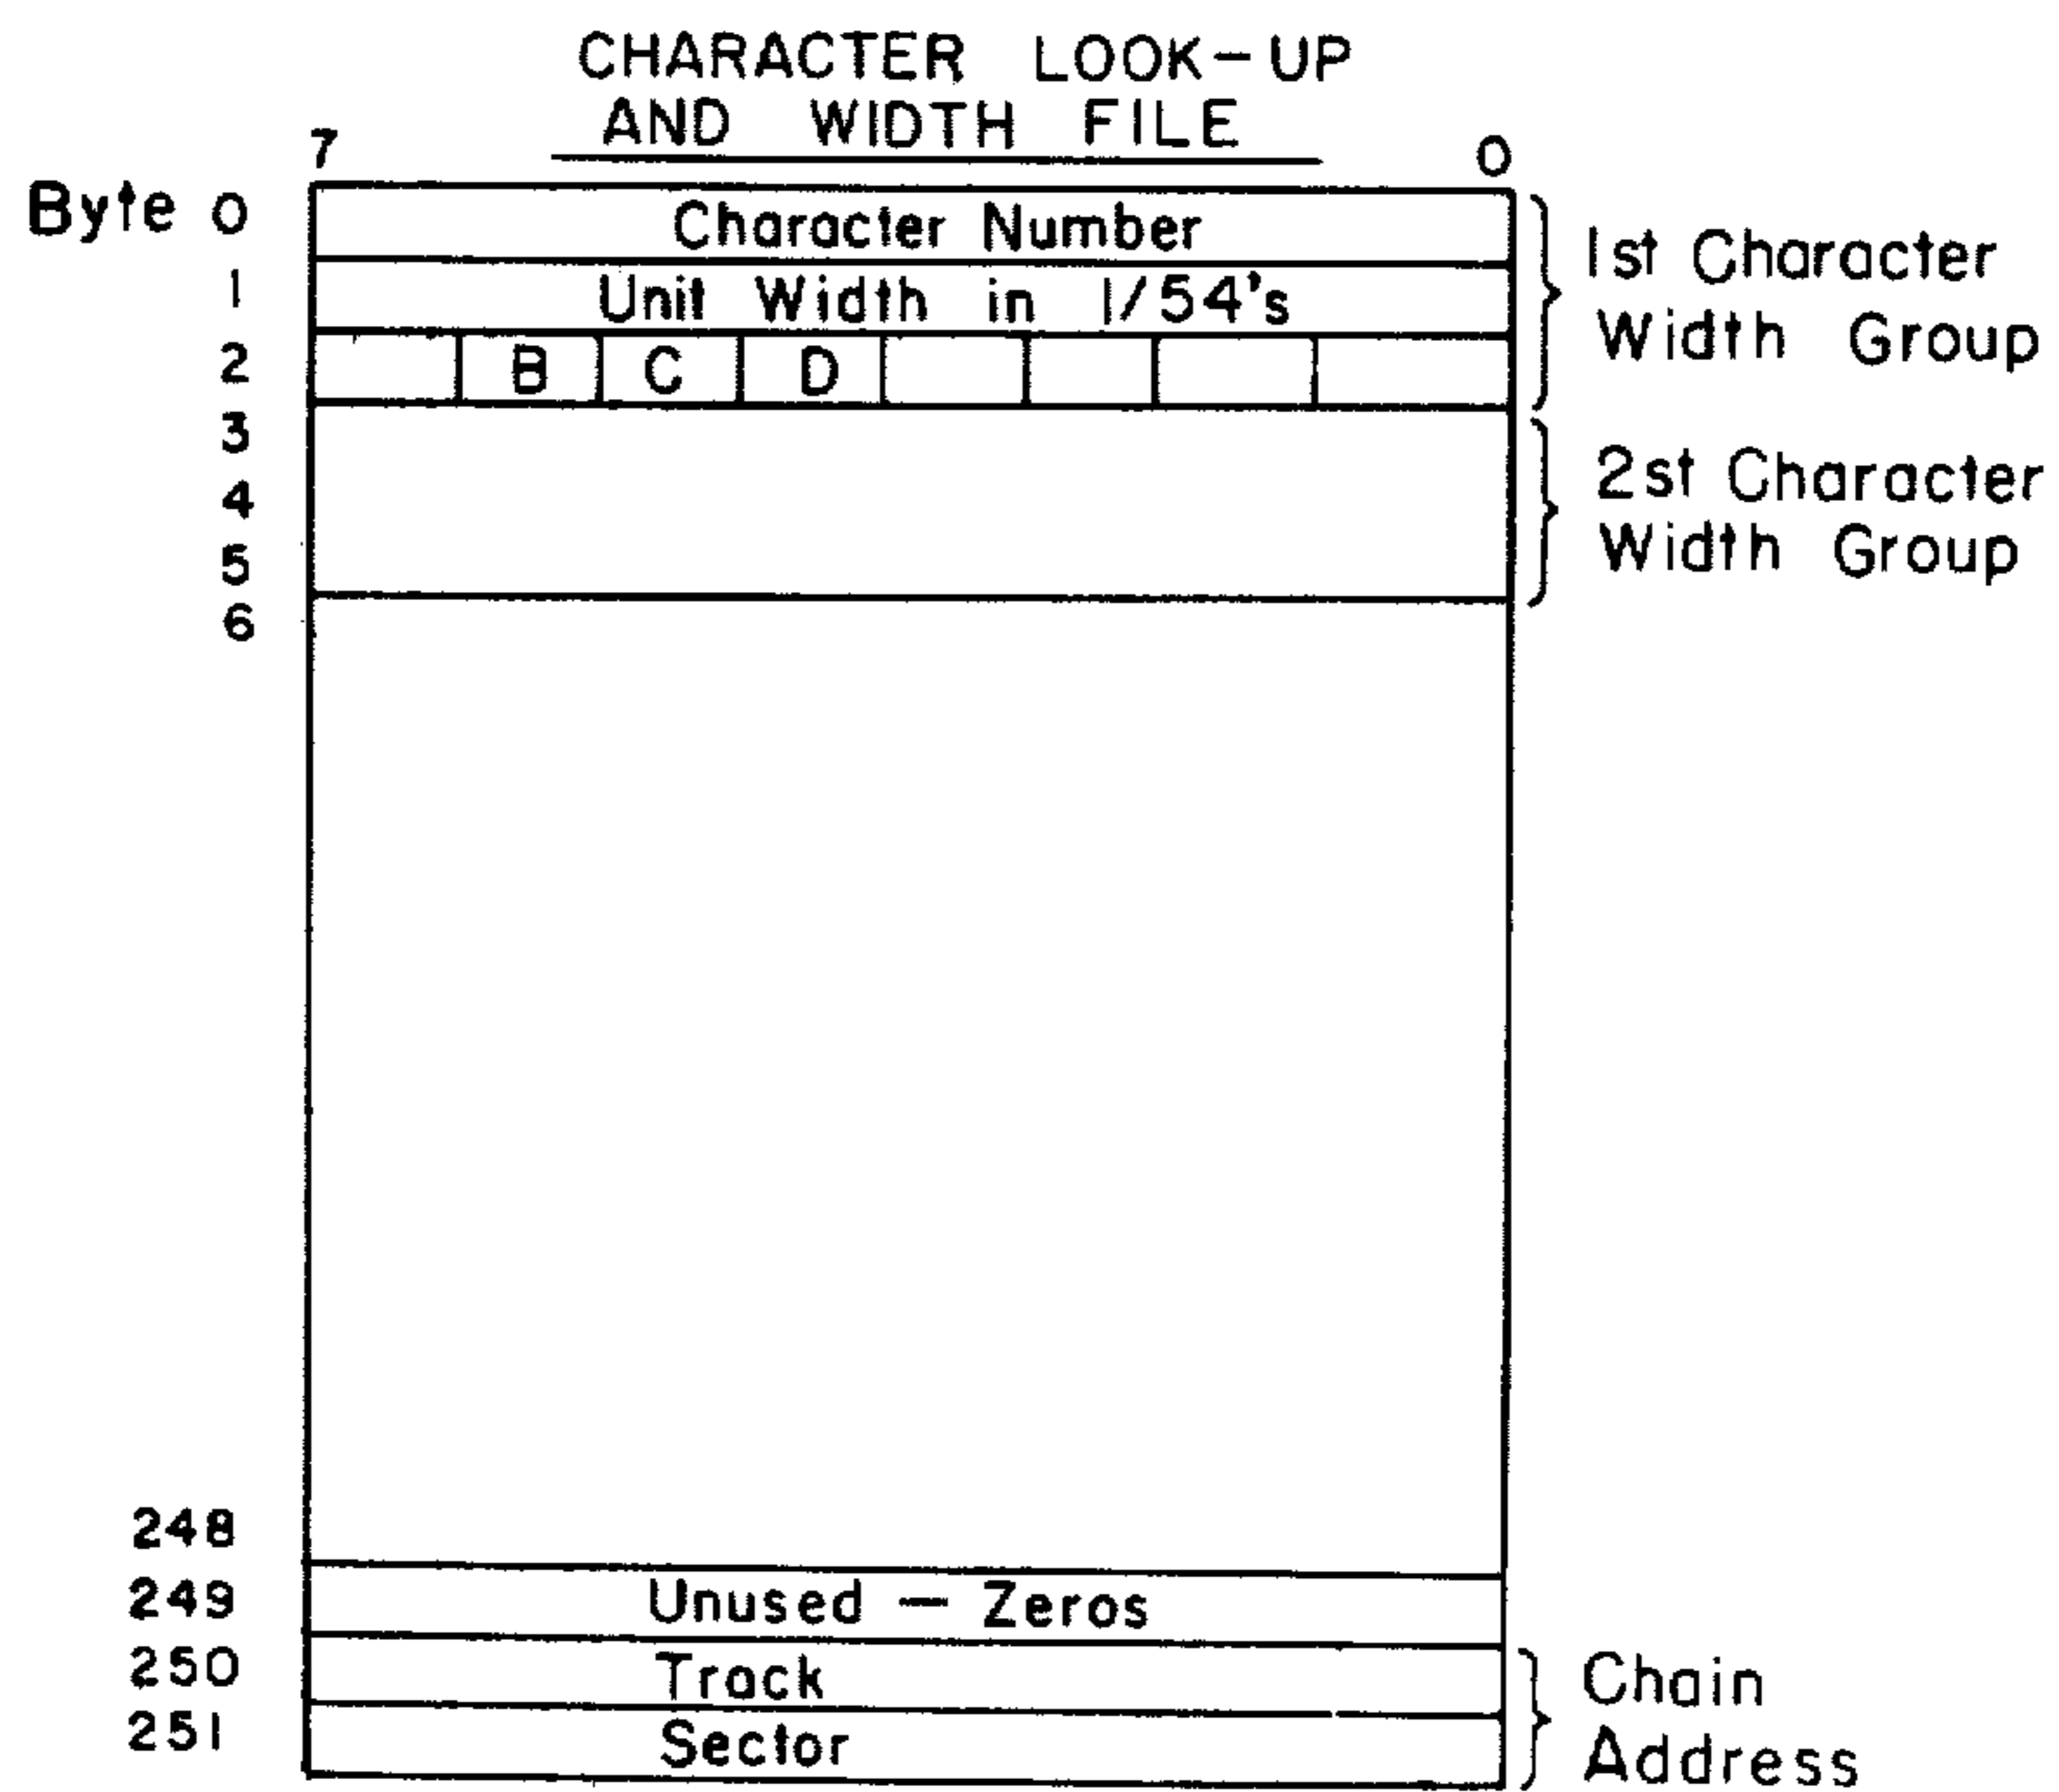 CHARACTER LOOK-UP
AND WIDTH FILE
7 0
Byte 0 Character Number
1 Unit Width in 1/54's
1st Character
Width Group
2 B C D
3
4
5
2st Character
Width Group
6
248
249 Unused — Zeros
250 Track
251 Sector
Chain
Address